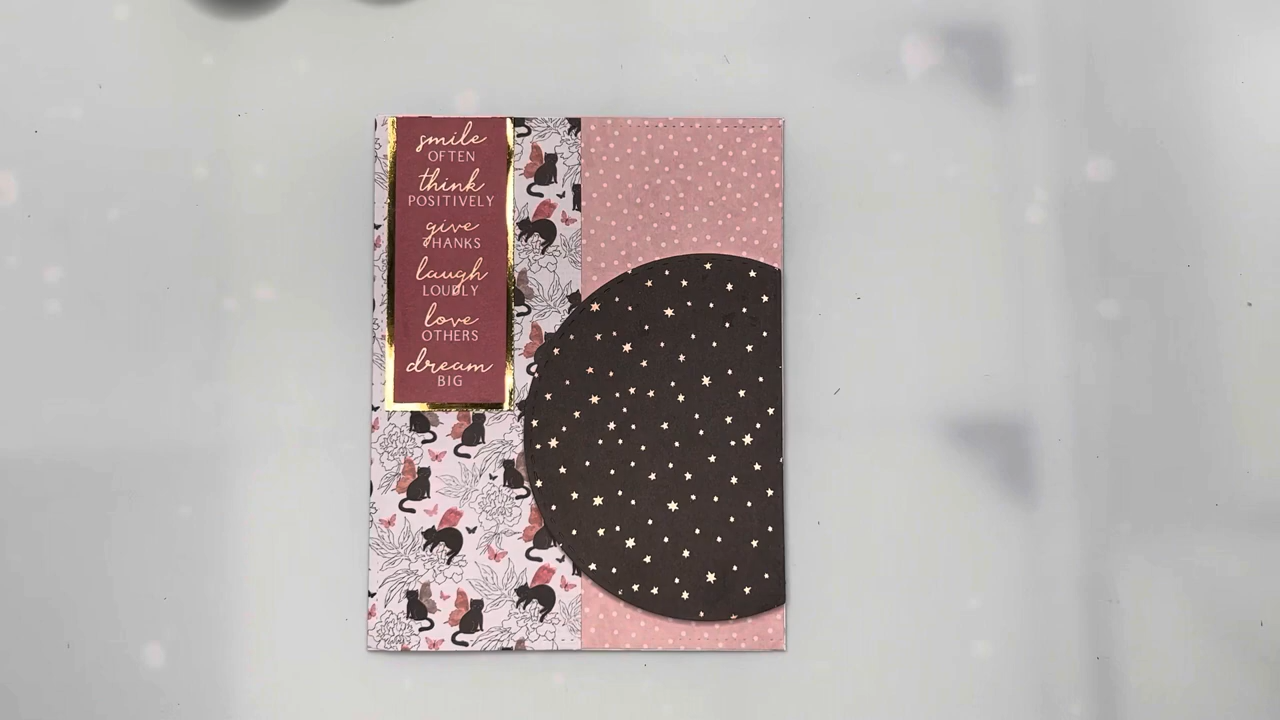 smile
OFTEN
think
POSITIVELY
give
THANKS
laugh
LOUDLY
love
OTHERS
dream
BIG